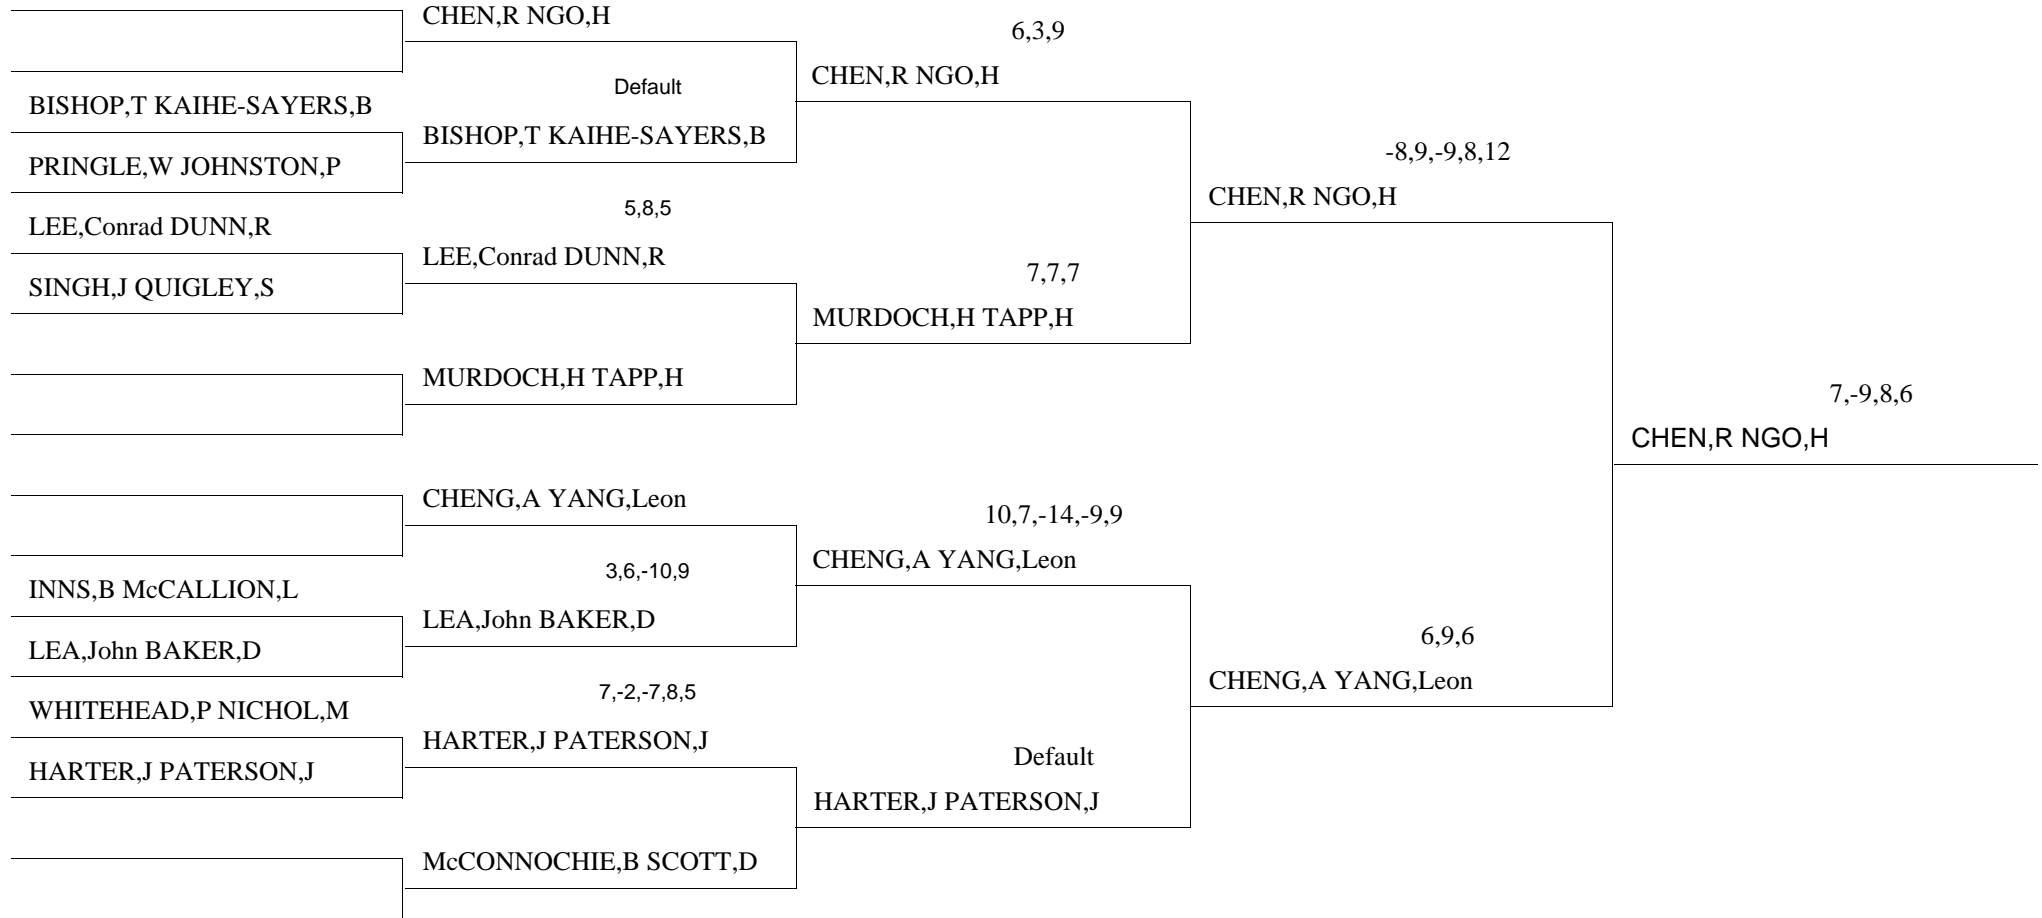 CHEN,R NGO,H
6,3,9
Default
CHEN,R NGO,H
BISHOP,T KAIHE-SAYERS,B
BISHOP,T KAIHE-SAYERS,B
-8,9,-9,8,12
PRINGLE,W JOHNSTON,P
5,8,5
CHEN,R NGO,H
LEE,Conrad DUNN,R
LEE,Conrad DUNN,R
7,7,7
SINGH,J QUIGLEY,S
MURDOCH,H TAPP,H
MURDOCH,H TAPP,H
7,-9,8,6
CHEN,R NGO,H
CHENG,A YANG,Leon
10,7,-14,-9,9
3,6,-10,9
CHENG,A YANG,Leon
INNS,B McCALLION,L
LEA,John BAKER,D
6,9,6
LEA,John BAKER,D
7,-2,-7,8,5
CHENG,A YANG,Leon
WHITEHEAD,P NICHOL,M
HARTER,J PATERSON,J
Default
HARTER,J PATERSON,J
HARTER,J PATERSON,J
McCONNOCHIE,B SCOTT,D